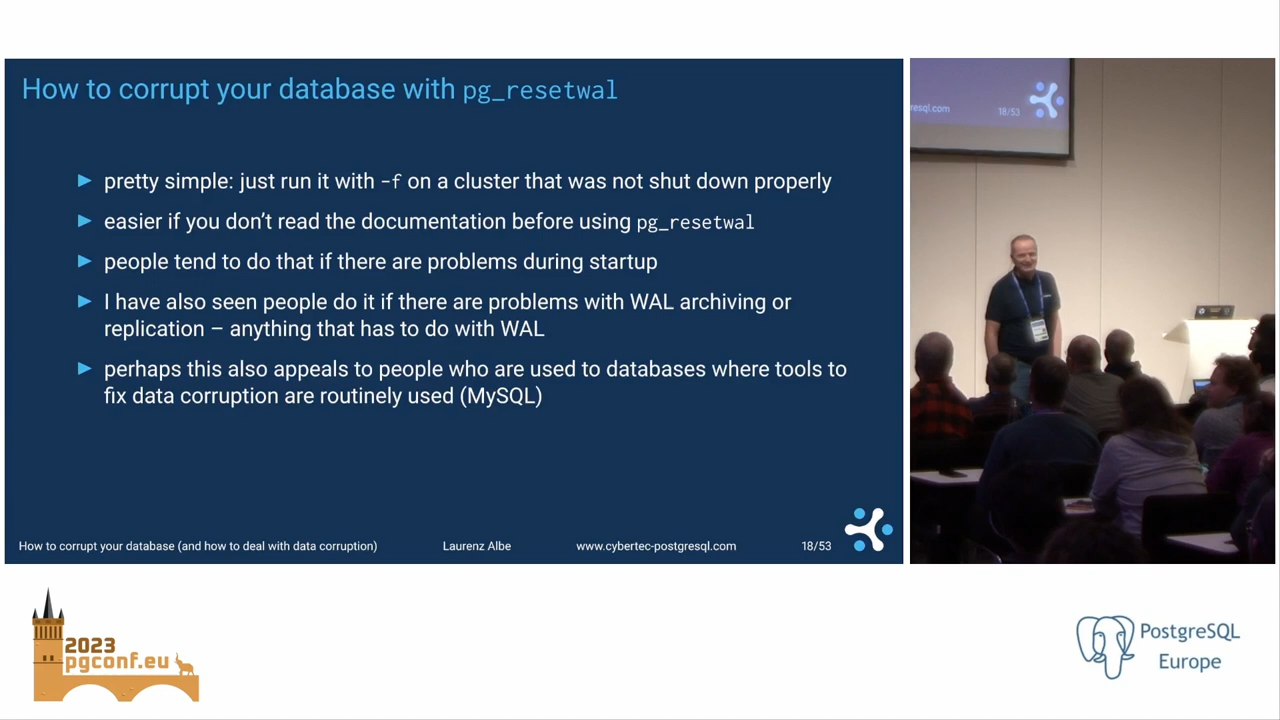 How to corrupt your database with pg_resetwal
► pretty simple: just run it with -f on a cluster that was not shut down properly
► easier if you don't read the documentation before using pg_resetwal
► people tend to do that if there are problems during startup
► I have also seen people do it if there are problems with WAL archiving or
replication – anything that has to do with WAL
► perhaps this also appeals to people who are used to databases where tools to
fix data corruption are routinely used (MySQL)
How to corrupt your database (and how to deal with data corruption) Laurenz Albe www.cybertec-postgresql.com 18/53
resql.com 18/53
2023
pgconf.eu
PostgreSQL
Europe